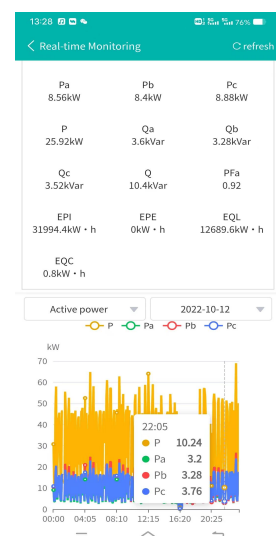 13:28 76%
Real-time Monitoring refresh
Pa Pb Pc
8.56kW 8.4kW 8.88kW
P Qa Qb
25.92kW 3.6kVar 3.28kVar
Qc Q PFa
3.52kVar 10.4kVar 0.92
EPI EPE EQL
31994.4kW·h 0kW·h 12689.6kW·h
EQC
0.8kW·h
Active power 2022-10-12
P Pa Pb Pc
kW
70
60
50
40
30
20
10
0
22:05
P 10.24
Pa 3.2
Pb 3.28
Pc 3.76
00:00 04:05 08:10 12:15 16:20 20:25